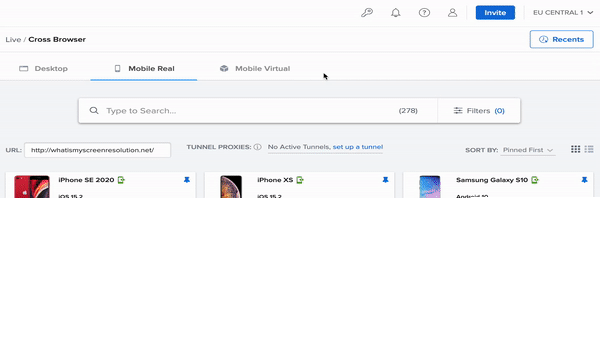 Invite
EU CENTRAL 1
Live / Cross Browser
Recents
Desktop
Mobile Real
Mobile Virtual
Type to Search...
(278)
Filters (0)
URL:
http://whatismyscreenresolution.net/
TUNNEL PROXIES:
No Active Tunnels, set up a tunnel
SORT BY: Pinned First
iPhone SE 2020
iPhone XS
Samsung Galaxy S10
iOS 15.2
iOS 15.2
Android 10